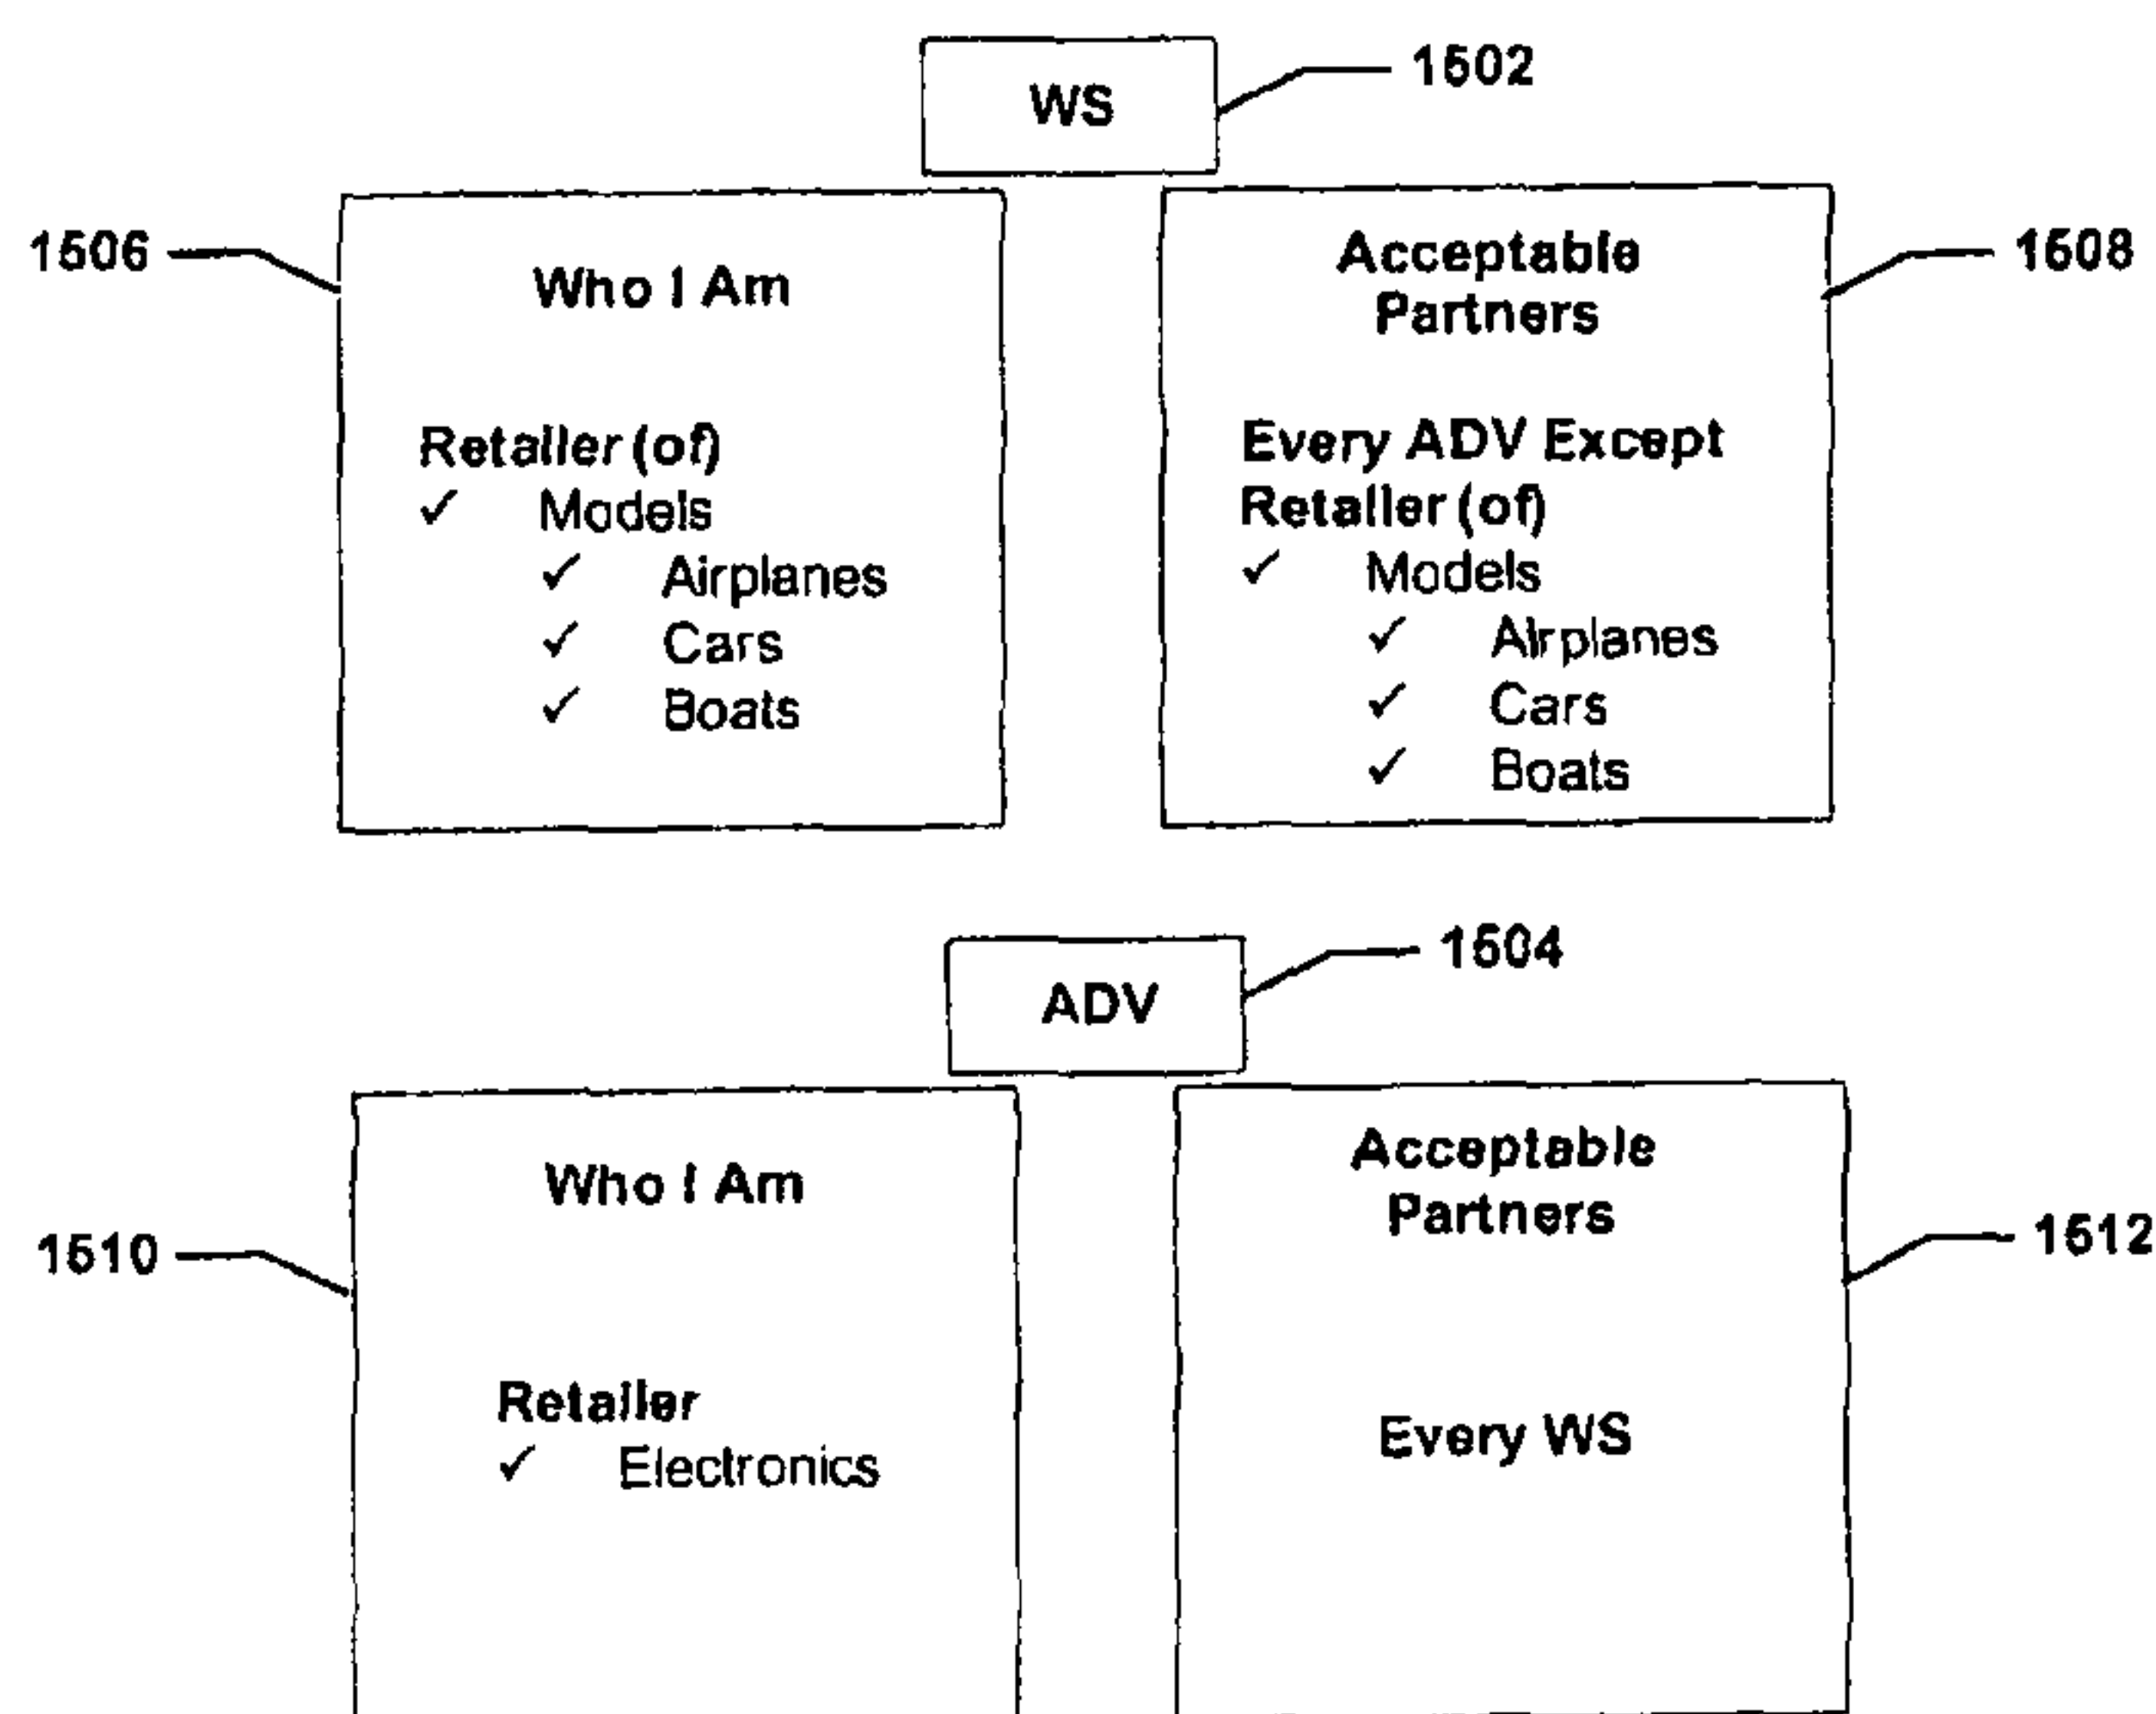 WS
1502
1506
Who I Am
Retailer (of)
✓ Models
✓ Airplanes
✓ Cars
✓ Boats
Acceptable
Partners
1508
Every ADV Except
Retailer (of)
✓ Models
✓ Airplanes
✓ Cars
✓ Boats
ADV
1504
Who I Am
1510
Retailer
✓ Electronics
Acceptable
Partners
1512
Every WS